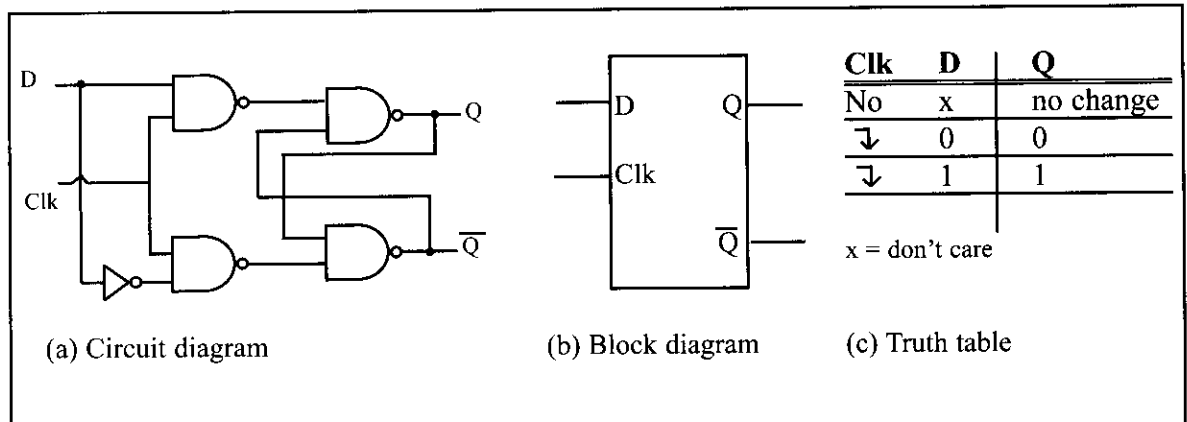 D
Clk
Q
Q̅
(a) Circuit diagram
D
Clk
Q
Q̅
(b) Block diagram
Clk D Q
No x no change
↴ 0 0
↴ 1 1
x = don't care
(c) Truth table